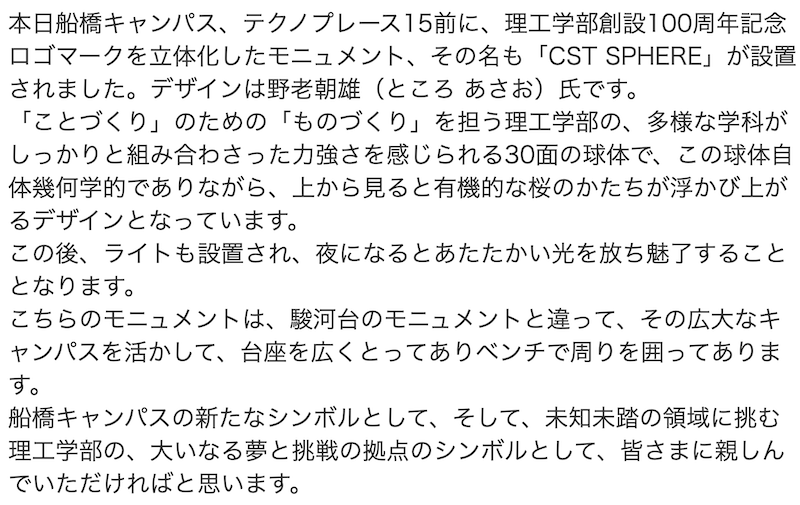 本日船橋キャンパス、テクノプレース15前に、理工学部創設100周年記念
ロゴマークを立体化したモニュメント、その名も「CST SPHERE」が設置
されました。デザインは野老朝雄（ところ あさお）氏です。
「ことづくり」のための「ものづくり」を担う理工学部の、多様な学科が
しっかりと組み合わさった力強さを感じられる30面の球体で、この球体自
体幾何学的でありながら、上から見ると有機的な桜のかたちが浮かび上が
るデザインとなっています。
この後、ライトも設置され、夜になるとあたたかい光を放ち魅了すること
となります。
こちらのモニュメントは、駿河台のモニュメントと違って、その広大なキ
ャンパスを活かして、台座を広くとってありベンチで周りを囲ってありま
す。
船橋キャンパスの新たなシンボルとして、そして、未知未踏の領域に挑む
理工学部の、大いなる夢と挑戦の拠点のシンボルとして、皆さまに親しん
でいただければと思います。